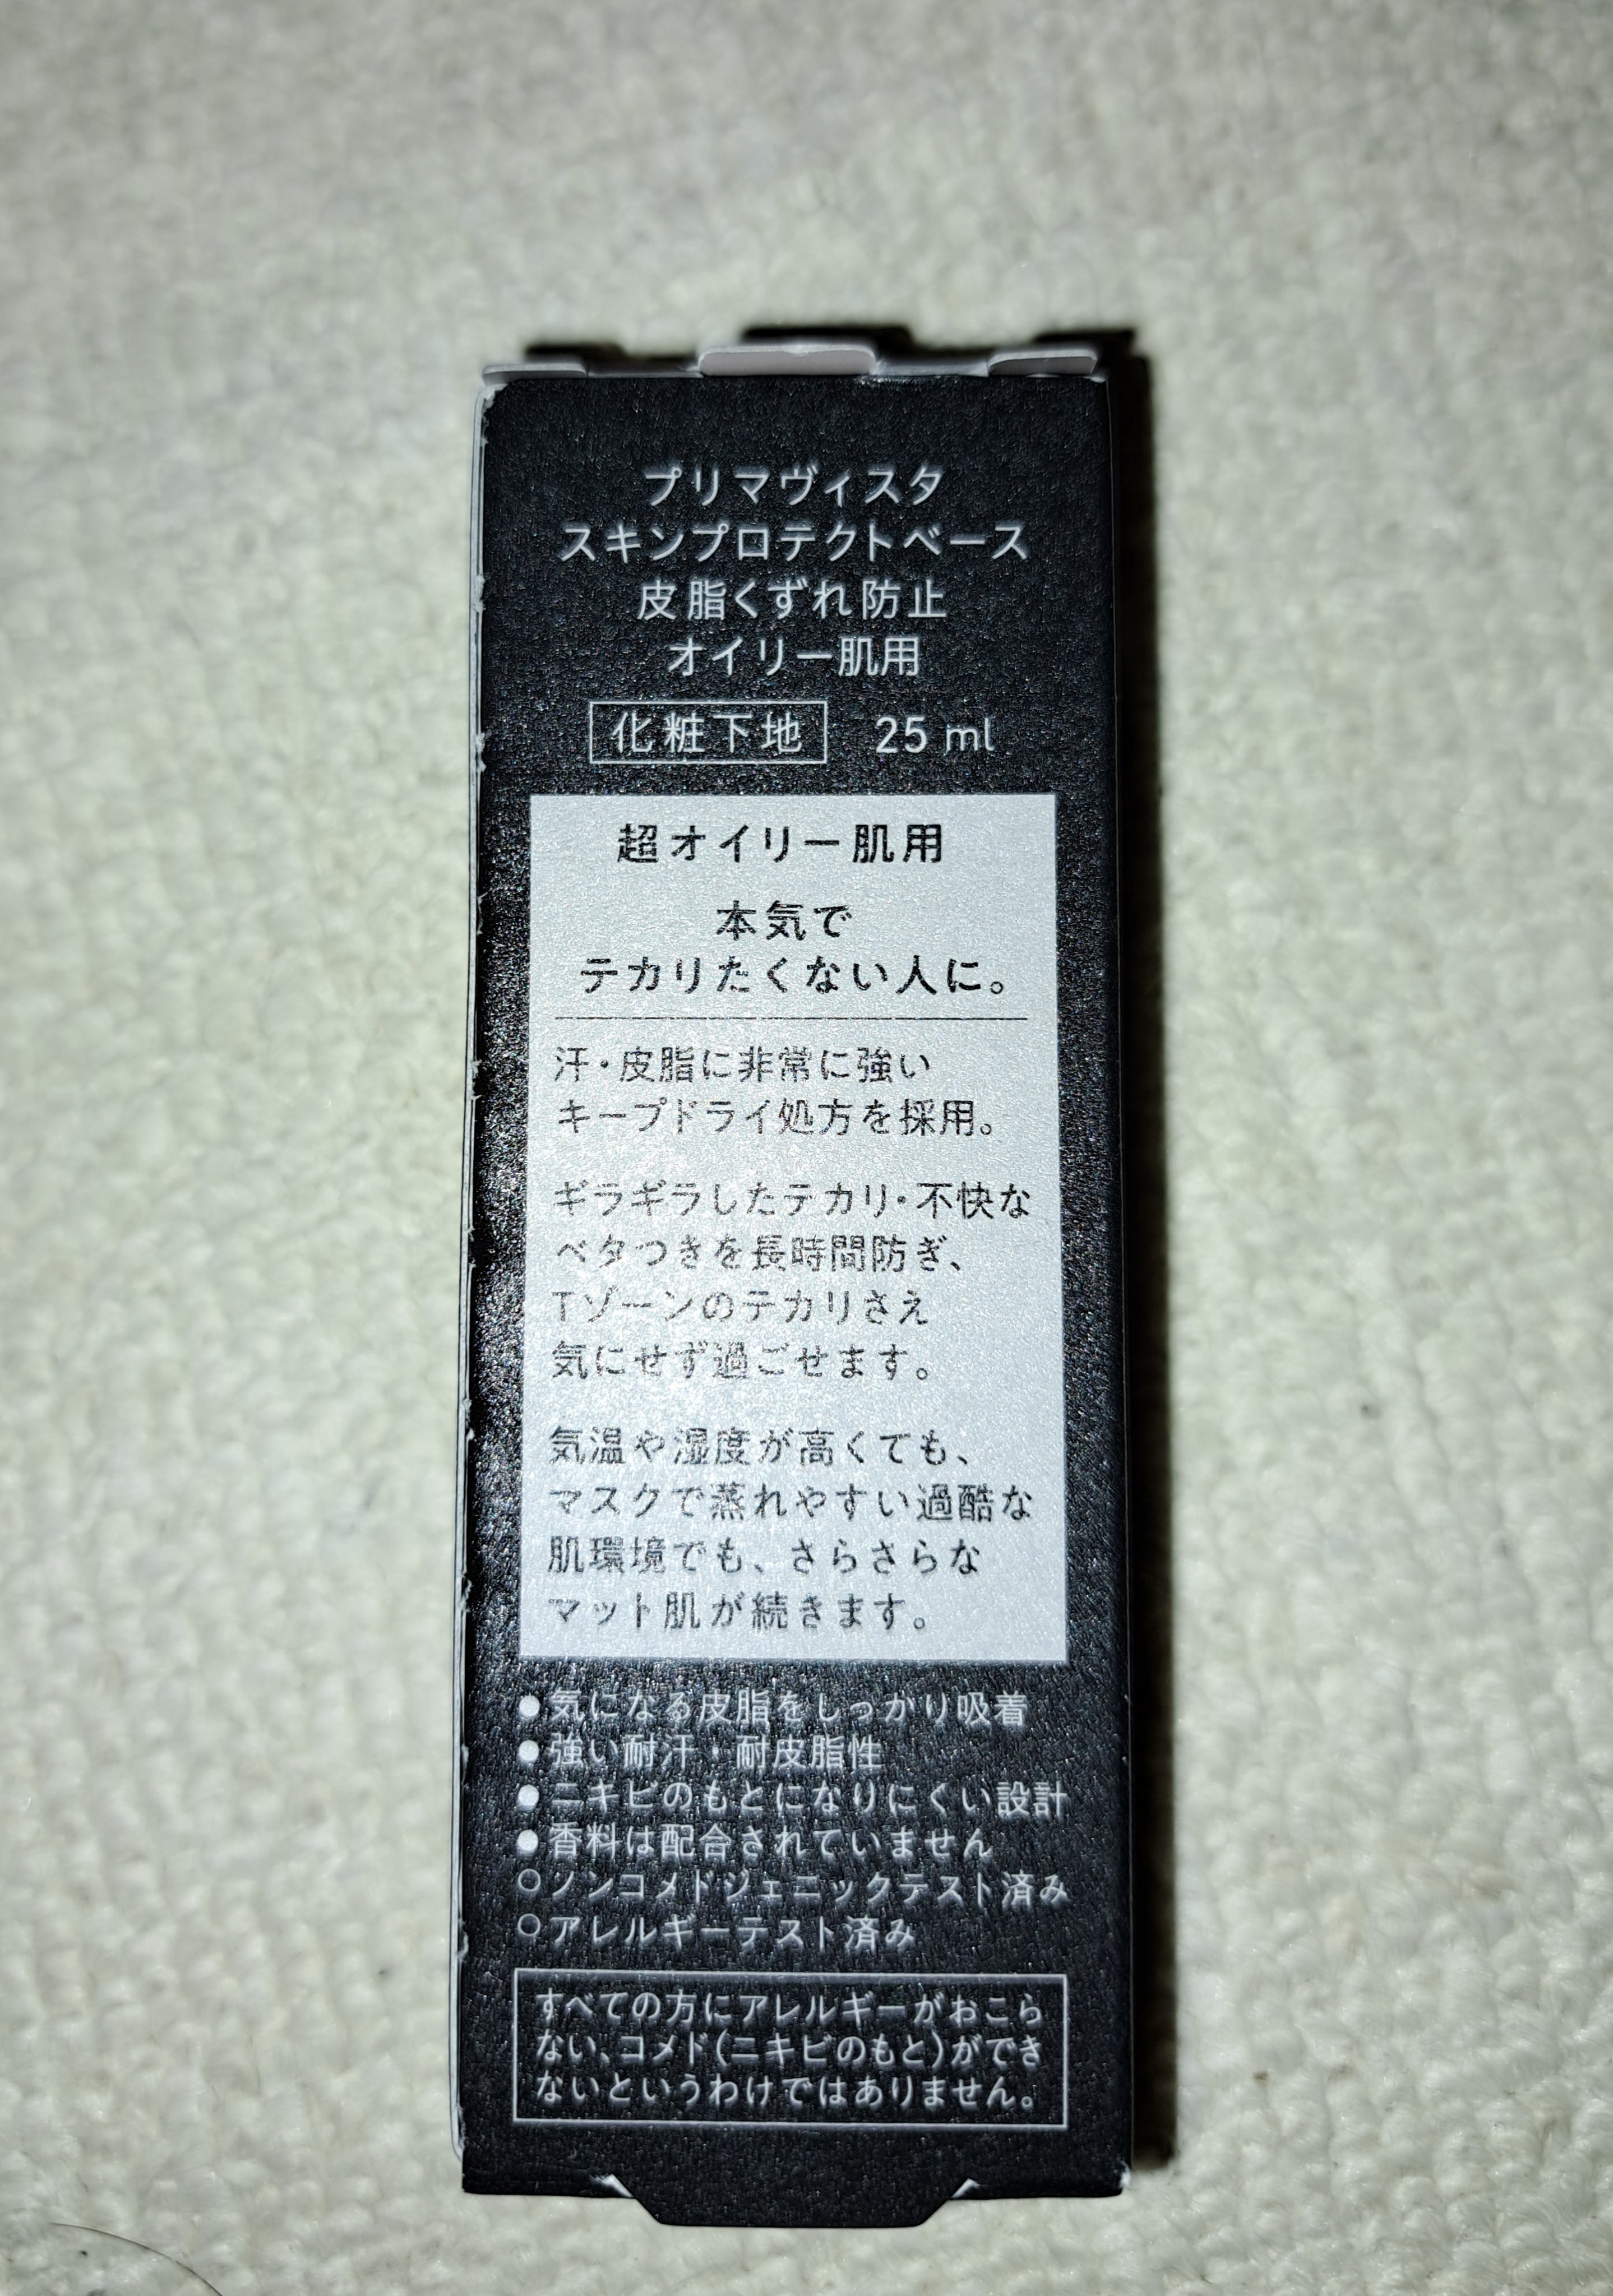 プリマヴィスタ
スキンプロテクトベース
皮脂くずれ防止
オイリー肌用
化粧下地 25 ml
超オイリー肌用
本気で
テカリたくない人に。
汗・皮脂に非常に強い
キープドライ処方を採用。
ギラギラしたテカリ・不快な
ベタつきを長時間防ぎ、
Tゾーンのテカリさえ
気にせず過ごせます。
気温や湿度が高くても、
マスクで蒸れやすい過酷な
肌環境でも、さらさらな
マット肌が続きます。
●気になる皮脂をしっかり吸着
●強い耐汗・耐皮脂性
●ニキビのもとになりにくい設計
●香料は配合されていません
○ノンコメドジェニックテスト済み
○アレルギーテスト済み
すべての方にアレルギーがおこら
ない、コメド(ニキビのもと)ができ
ないというわけではありません。